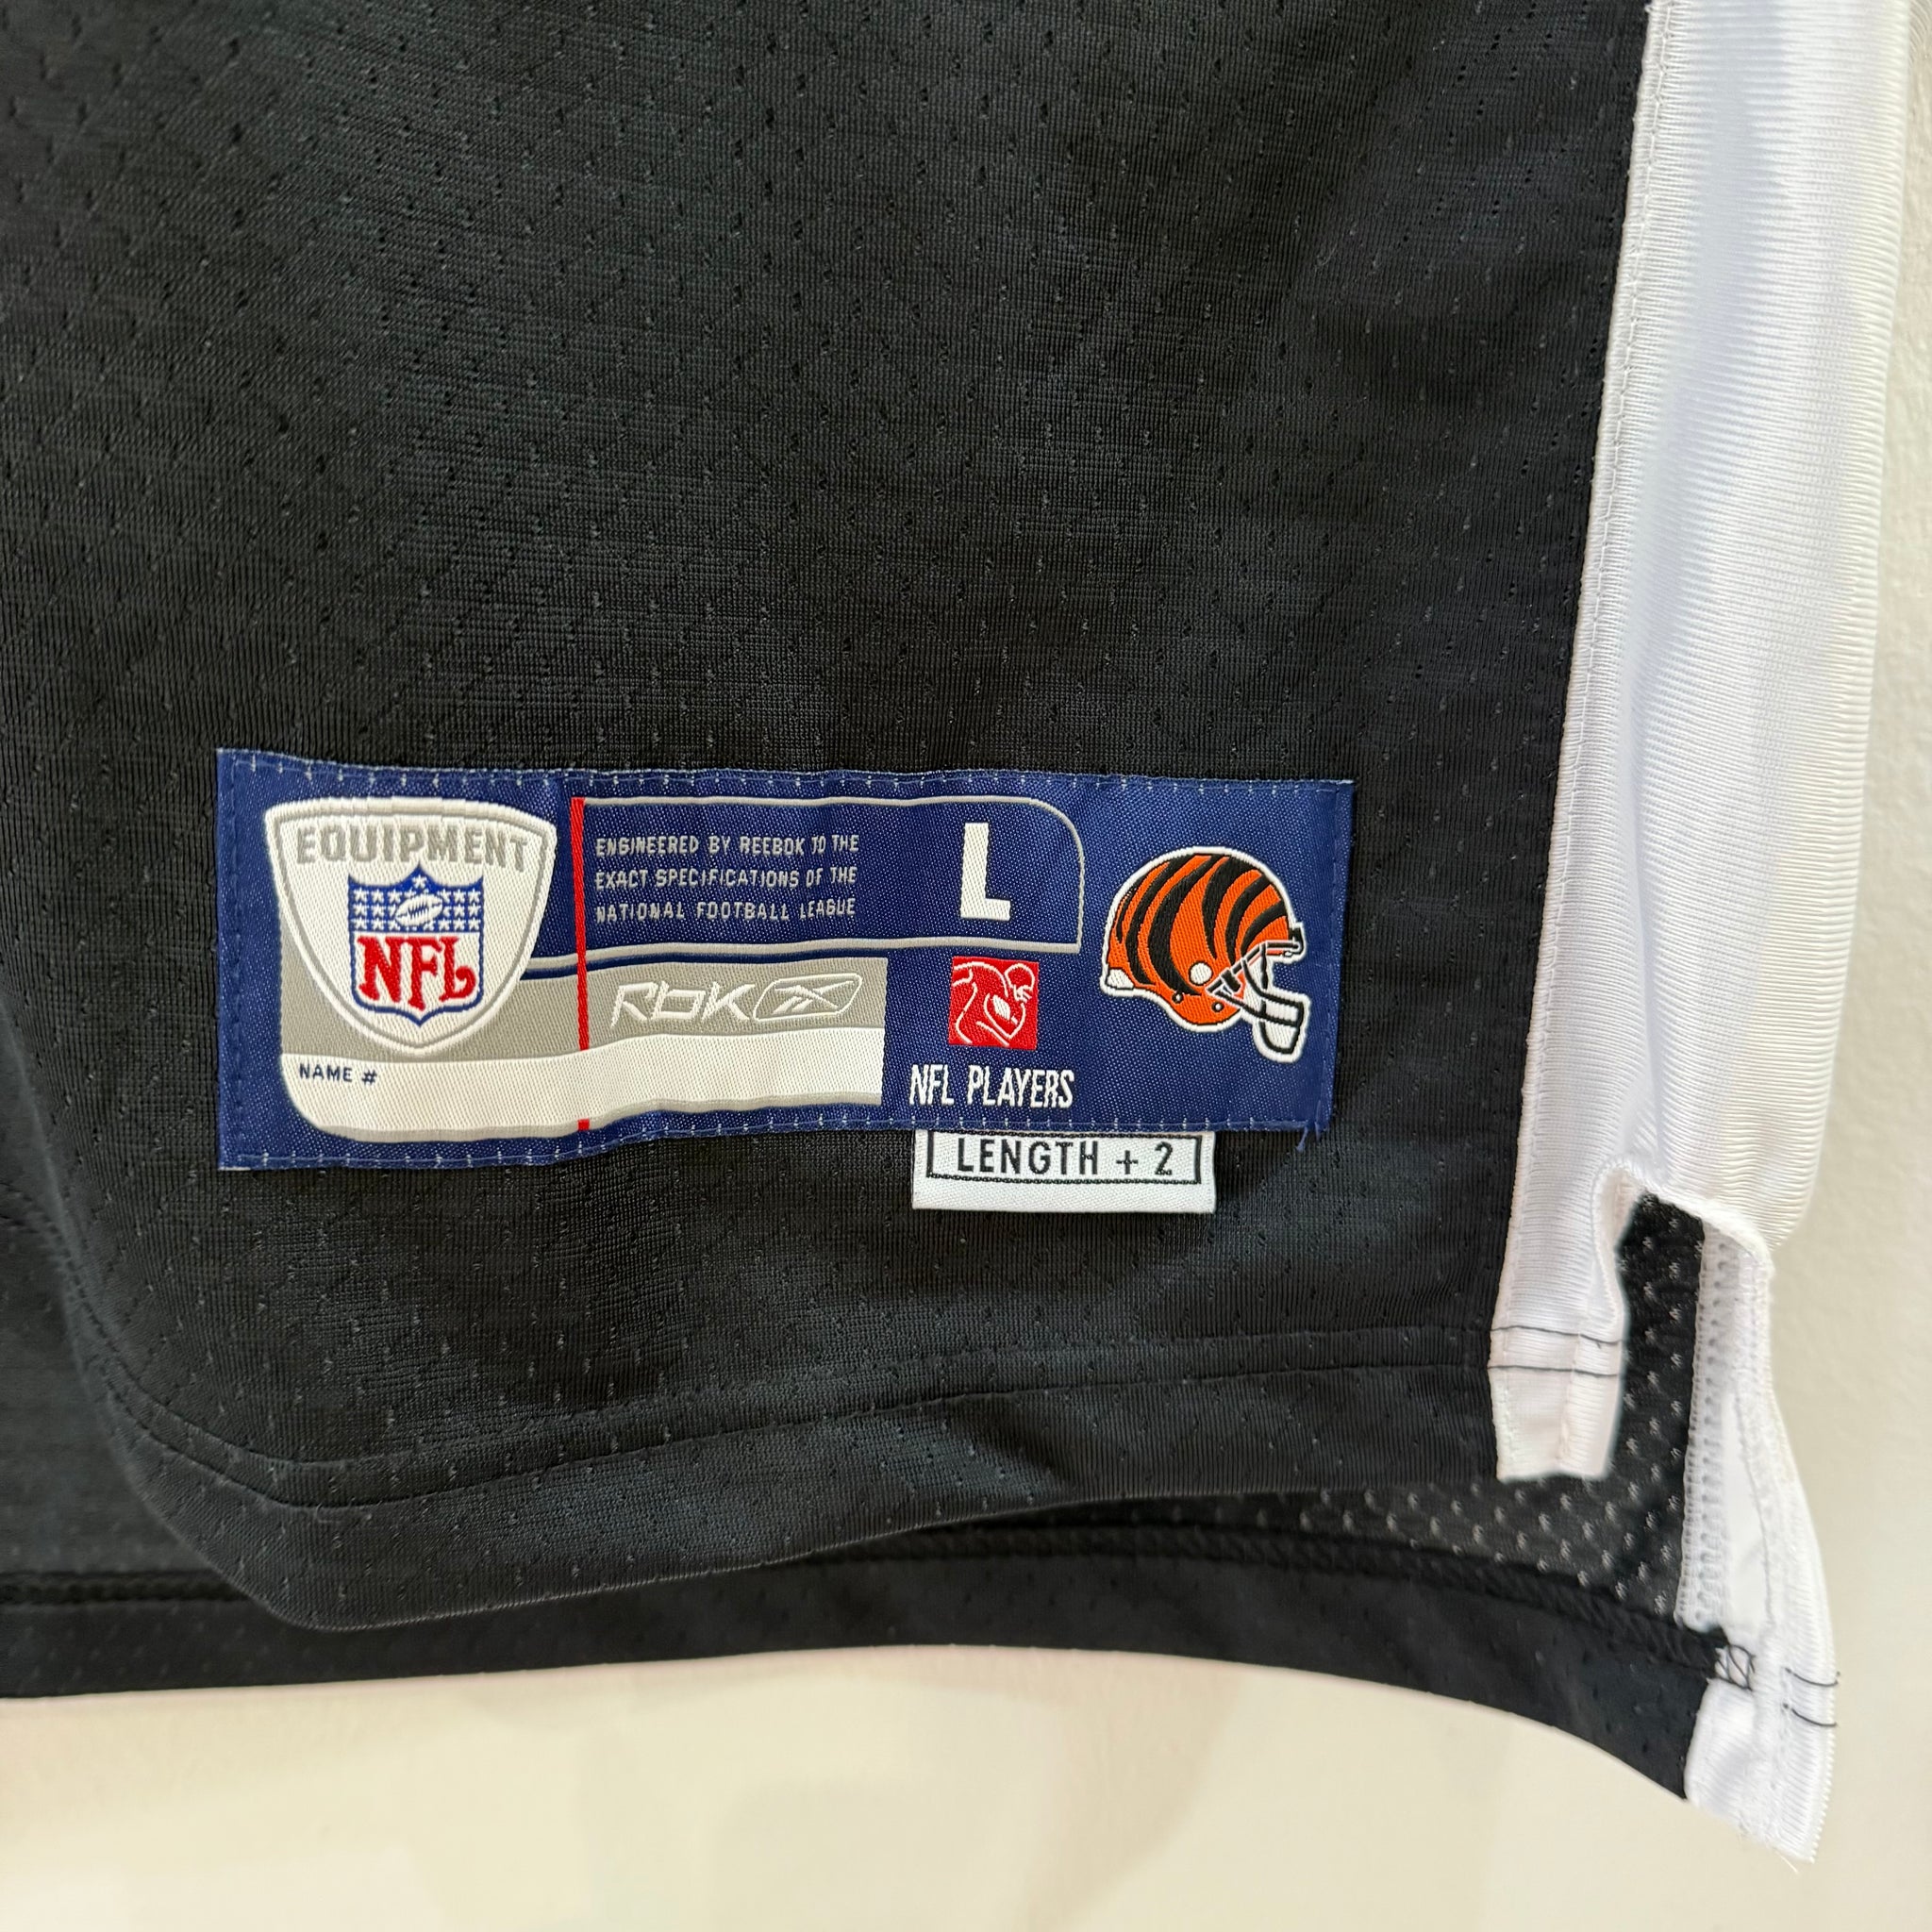 EQUIPMENT
NFL
ENGINEERED BY REEBOK TO THE
EXACT SPECIFICATIONS OF THE
NATIONAL FOOTBALL LEAGUE
L
RBK
NAME #
NFL PLAYERS
LENGTH + 2